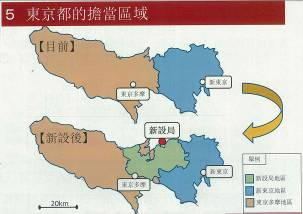 5 東京都的擔當區域
【目前】
新東京
東京多摩
【新設後】
新設局
新東京
東京多摩
20km
凡例
新設局地區
新東京地區
東京多摩地區